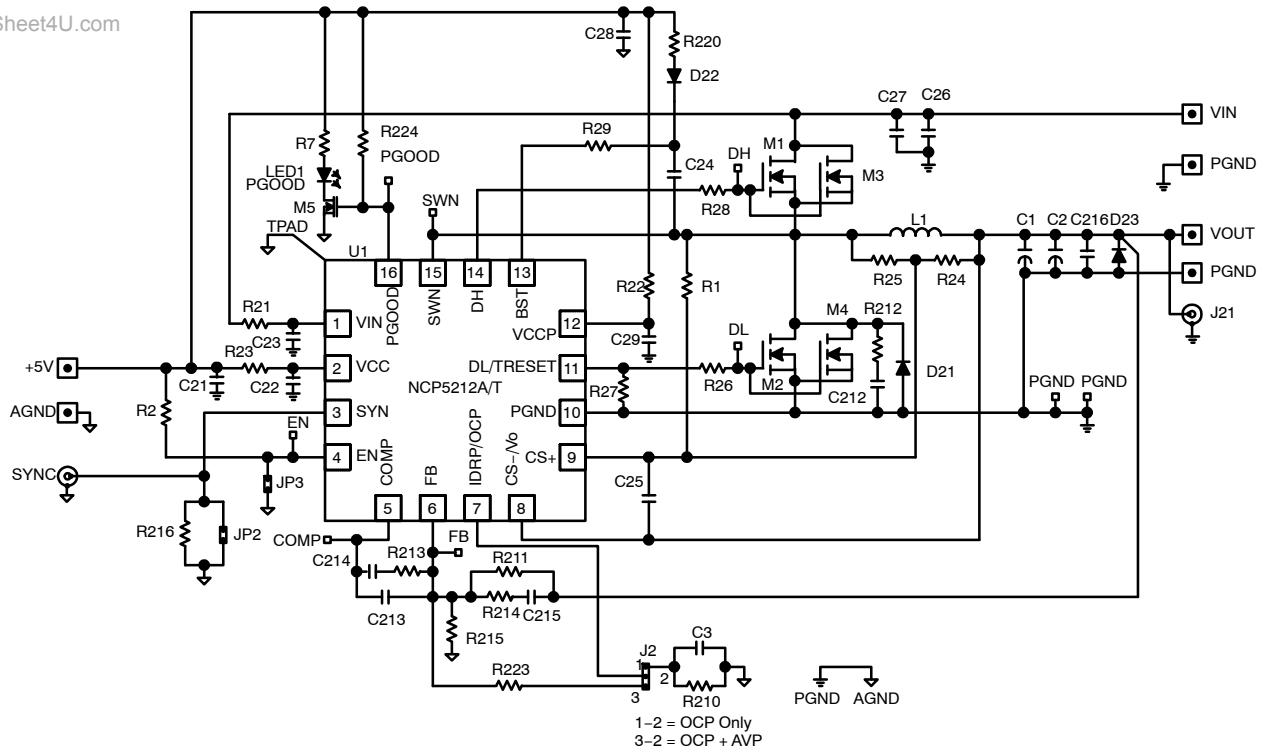 Sheet4U.com
C28
R220
D22
C27
C26
VIN
R7
R224
PGOOD
R29
M1
DH
LED1
PGOOD
C24
M3
PGND
M5
SWN
R28
TPAD
L1
C1
C2
C216
D23
VOUT
U1
16
15
14
13
R25
R24
PGND
PGOOD
SWN
DH
BST
R22
R1
R21
1
VIN
VCCP
12
M4
R212
J21
C23
C29
DL
+5V
R23
2
VCC
DL/TRESET
11
C21
C22
NCP5212A/T
R27
R26
M2
D21
R2
3
SYN
PGND
10
C212
PGND
PGND
AGND
EN
4
EN
COMP
FB
IDRP/OCP
CS−/Vo
CS+
9
SYNC
JP3
C25
5
6
7
8
R216
JP2
COMP
FB
C214
R213
R211
C213
R214
C215
R215
C3
J2
1
R223
2
3
R210
PGND
AGND
1−2 = OCP Only
3−2 = OCP + AVP